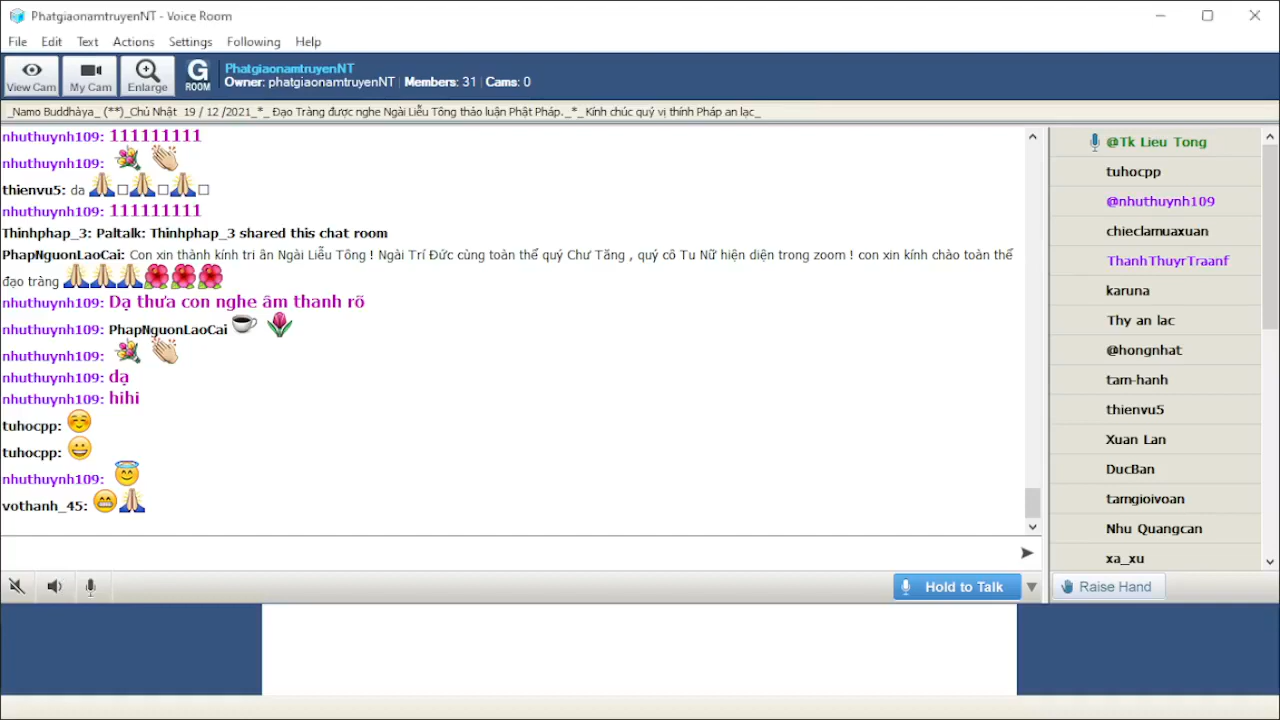 PhatgiaonamtruyenNT - Voice Room
File Edit Text Actions Settings Following Help
View Cam My Cam Enlarge G ROOM
PhatgiaonamtruyenNT
Owner: phatgiaonamtruyenNT | Members: 31 | Cams: 0
_Namo Buddhàya_ (**)_Chủ Nhật 19 / 12 /2021_*_ Đạo Tràng được nghe Ngài Liễu Tông thảo luận Phật Pháp._*_Kính chúc quý vị thính Pháp an lạc_
nhuthuynh109: 111111111
nhuthuynh109: 💐 👏🏼
thienvu5: da 🙏🏼□🙏🏼□🙏🏼□
nhuthuynh109: 111111111
Thinhphap_3: Paltalk: Thinhphap_3 shared this chat room
PhapNguonLaoCai: Con xin thành kính tri ân Ngài Liễu Tông ! Ngài Trí Đức cùng toàn thể quý Chư Tăng , quý cô Tu Nữ hiện diện trong zoom ! con xin kính chào toàn thể
đạo tràng 🙏🏼🙏🏼🙏🏼🌺🌺🌺
nhuthuynh109: Dạ thưa con nghe âm thanh rõ
nhuthuynh109: PhapNguonLaoCai ☕ 🌷
nhuthuynh109: 💐 👏🏼
nhuthuynh109: dạ
nhuthuynh109: hihi
tuhocpp: ☺️
tuhocpp: 😀
nhuthuynh109: 😇
vothanh_45: 😁🙏🏼
@Tk Lieu Tong
tuhocpp
@nhuthuynh109
chieclamuaxuan
ThanhThuyrTraanf
karuna
Thy an lac
@hongnhat
tam-hanh
thienvu5
Xuan Lan
DucBan
tamgioivoan
Nhu Quangcan
xa_xu
Hold to Talk
Raise Hand